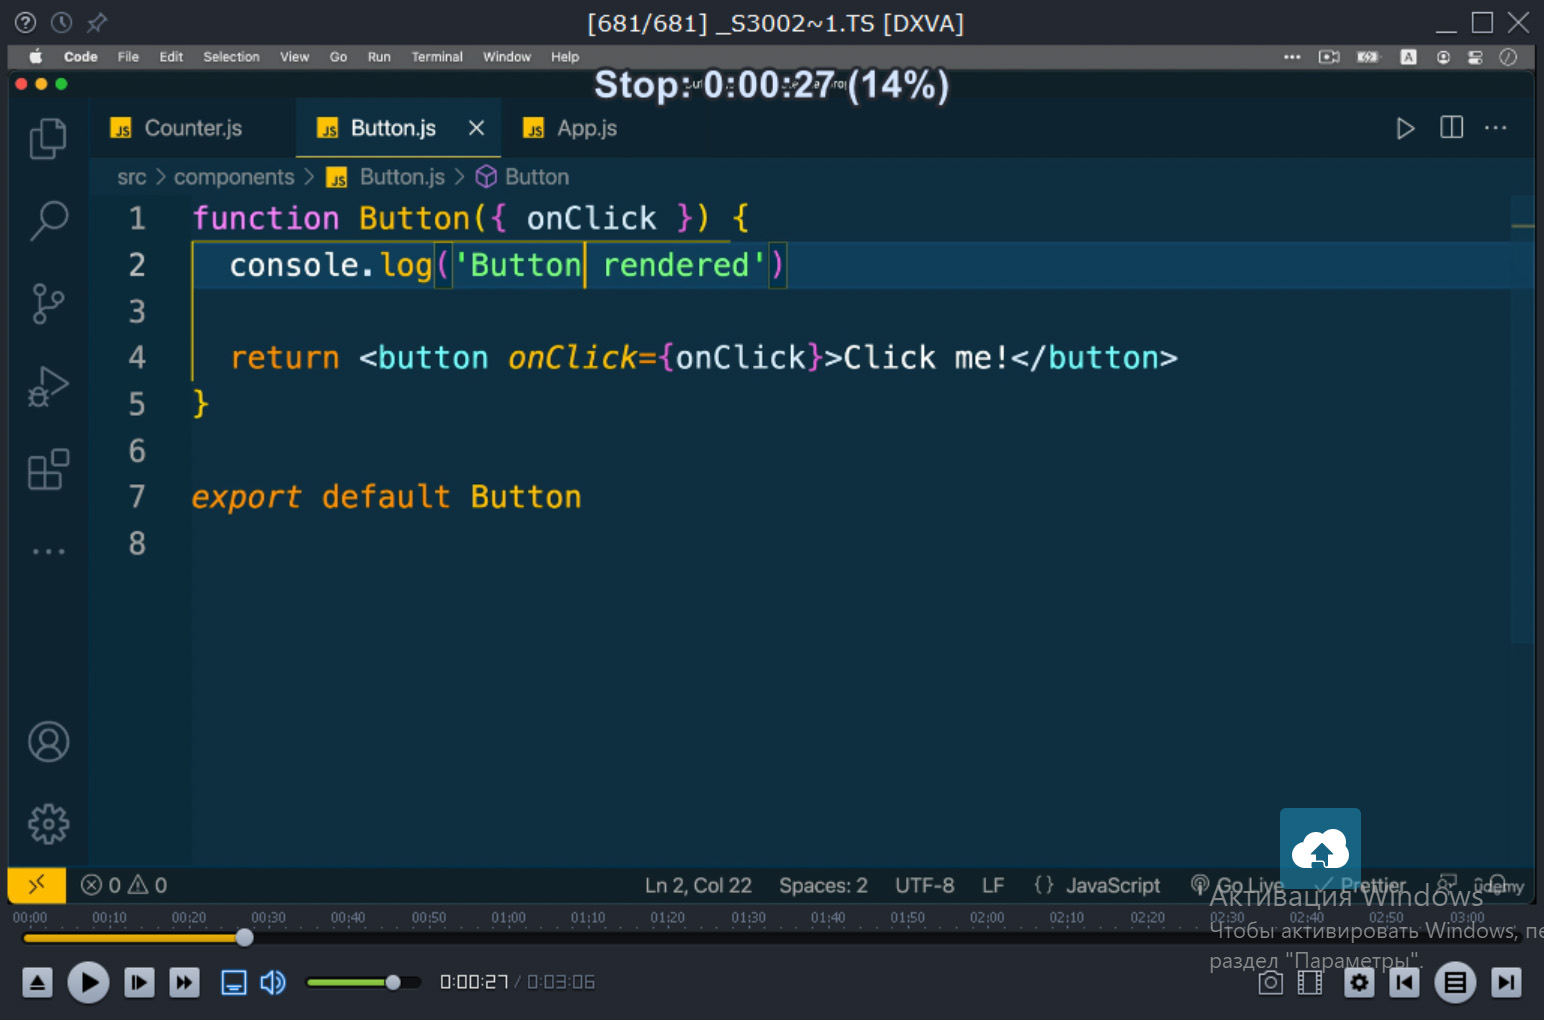 [681/681] _S3002~1.TS [DXVA]
Code File Edit Selection View Go Run Terminal Window Help
A
Stop: 0:00:27 (14%)
JS Counter.js JS Button.js JS App.js
src > components > JS Button.js > Button
1 function Button({ onClick }) {
2 console.log('Button rendered')
3
4 return <button onClick={onClick}>Click me!</button>
5 }
6
7 export default Button
8
0 0 Ln 2, Col 22 Spaces: 2 UTF-8 LF {} JavaScript Go Live Prettier
ûdemy
Активация Windows
00:00 00:10 00:20 00:30 00:40 00:50 01:00 01:10 01:20 01:30 01:40 01:50 02:00 02:10 02:20 02:30 02:40 02:50 03:00
Чтобы активировать Windows, пе
раздел "Параметры".
0:00:27 / 0:03:06